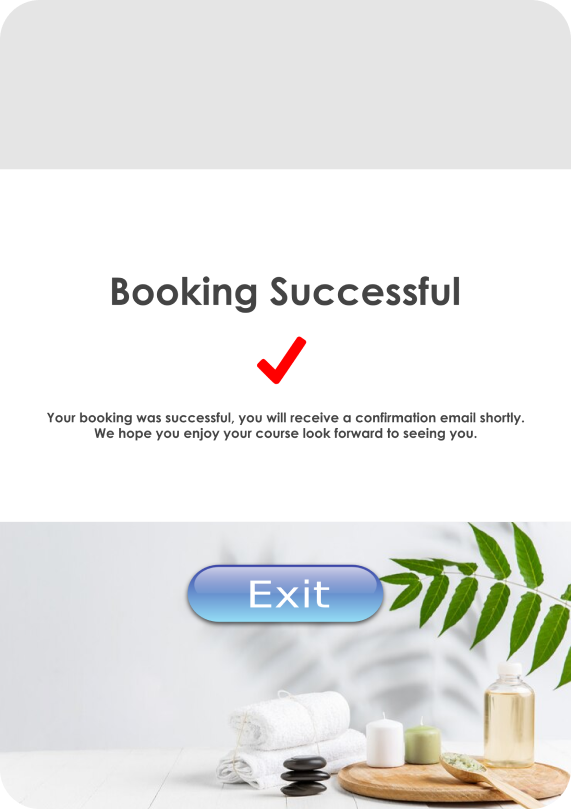 Booking Successful
Your booking was successful, you will receive a confirmation email shortly.
We hope you enjoy your course look forward to seeing you.
Exit